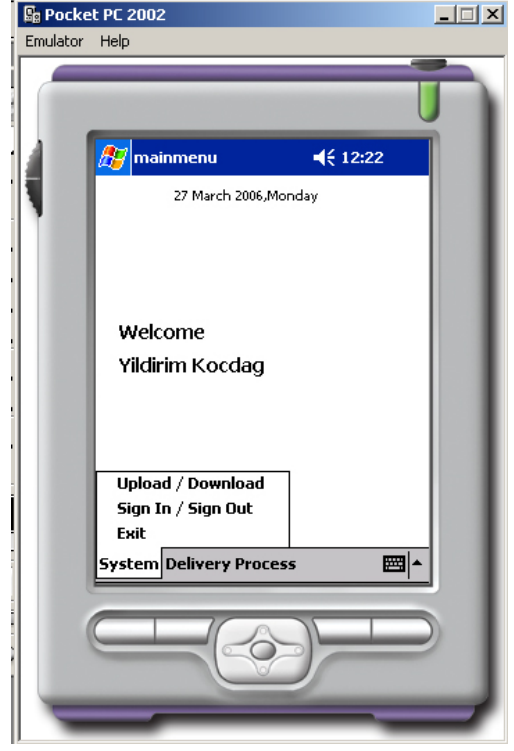 Pocket PC 2002
Emulator Help
mainmenu 12:22
27 March 2006,Monday
Welcome
Yildirim Kocdag
Upload / Download
Sign In / Sign Out
Exit
System Delivery Process